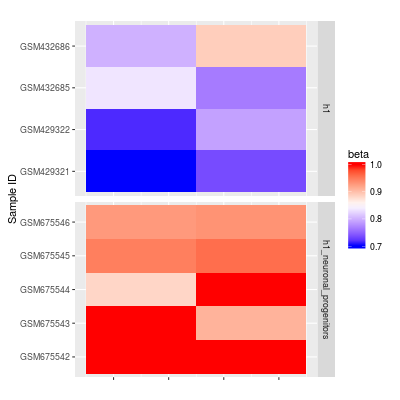 GSM432686
GSM432685
GSM429322
GSM429321
h1
GSM675546
GSM675545
GSM675544
GSM675543
GSM675542
h1_neuronal_progenitors
Sample ID
beta
1.0
0.9
0.8
0.7